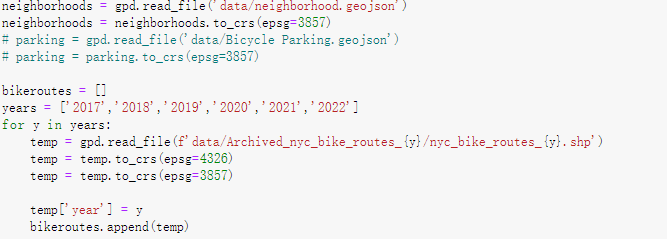 neighborhoods = gpd.read_file('data/neighborhood.geojson')
neighborhoods = neighborhoods.to_crs(epsg=3857)
# parking = gpd.read_file('data/Bicycle Parking.geojson')
# parking = parking.to_crs(epsg=3857)

bikeroutes = []
years = ['2017','2018','2019','2020','2021','2022']
for y in years:
    temp = gpd.read_file(f'data/Archived_nyc_bike_routes_{y}/nyc_bike_routes_{y}.shp')
    temp = temp.to_crs(epsg=4326)
    temp = temp.to_crs(epsg=3857)

    temp['year'] = y
    bikeroutes.append(temp)